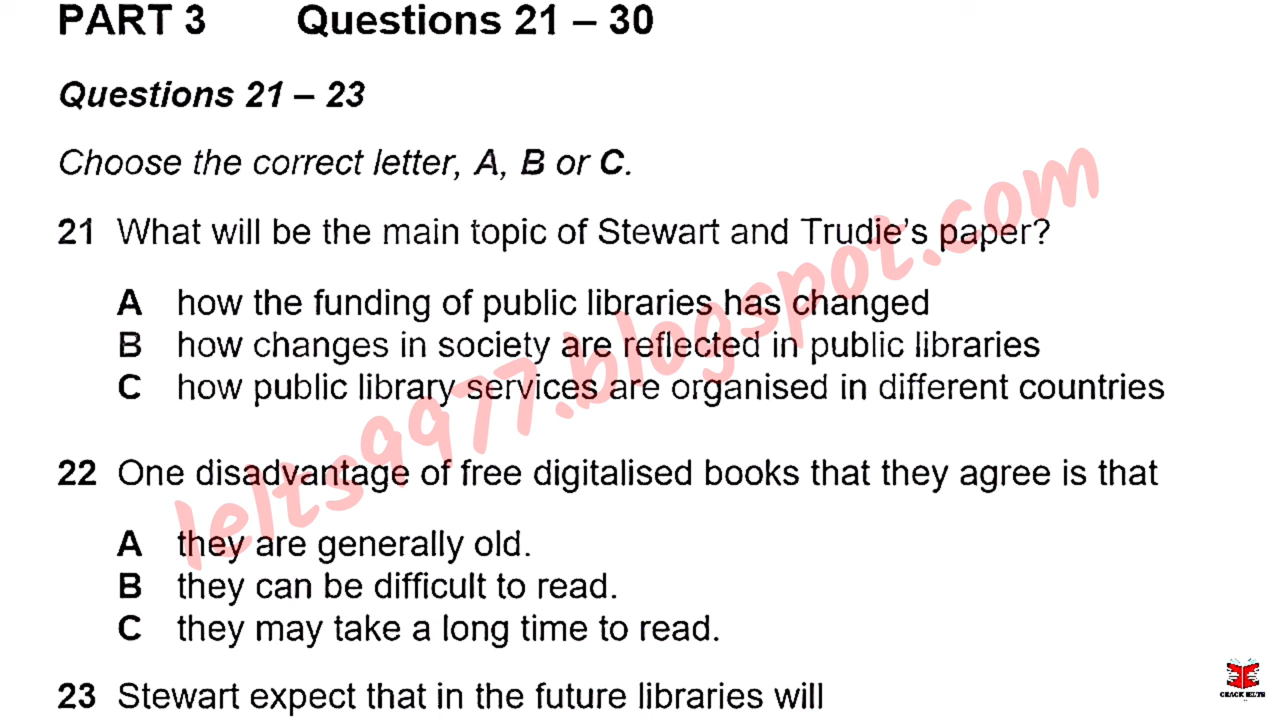 PART 3 Questions 21 – 30
Questions 21 – 23
Choose the correct letter, A, B or C.
21 What will be the main topic of Stewart and Trudie's paper?
A how the funding of public libraries has changed
B how changes in society are reflected in public libraries
C how public library services are organised in different countries
22 One disadvantage of free digitalised books that they agree is that
A they are generally old.
B they can be difficult to read.
C they may take a long time to read.
23 Stewart expect that in the future libraries will
Ielts9977.blogspot.com
CRACK IELTS